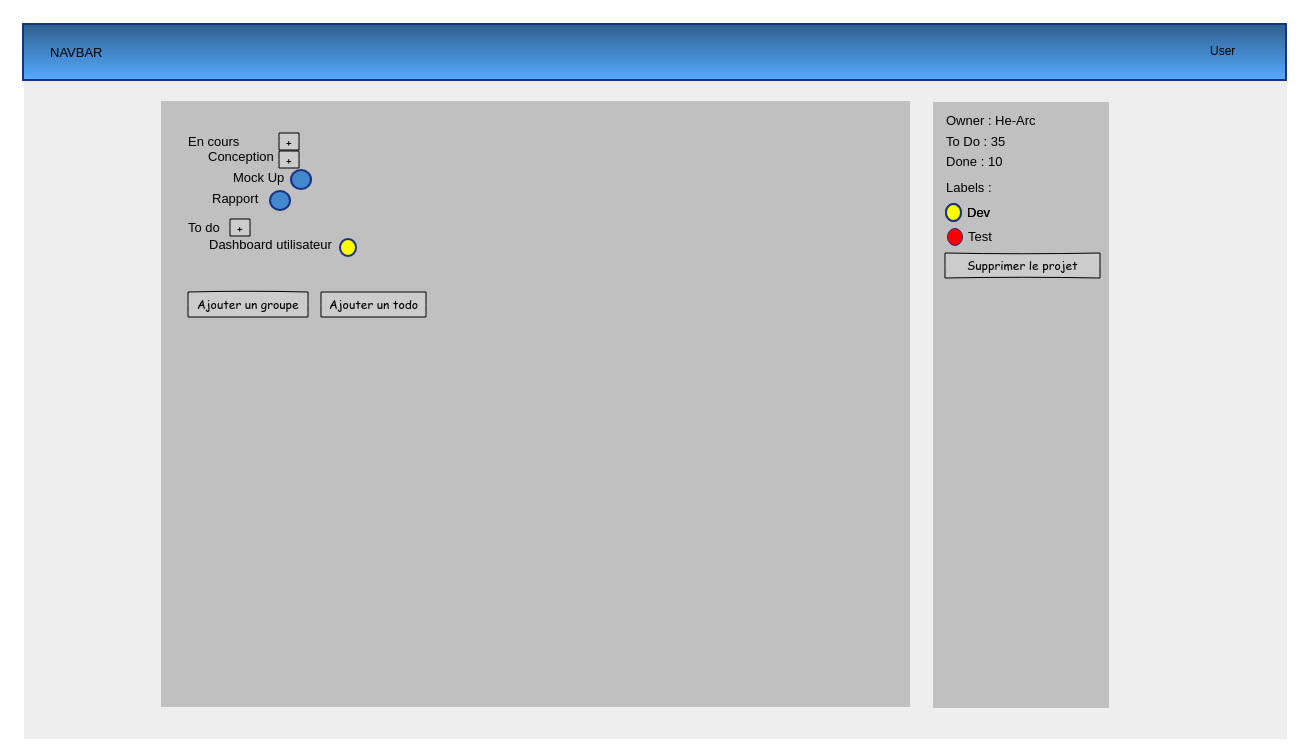 NAVBAR
User
En cours +
Conception +
Mock Up
Rapport
To do +
Dashboard utilisateur
Ajouter un groupe
Ajouter un todo
Owner : He-Arc
To Do : 35
Done : 10
Labels :
Dev
Test
Supprimer le projet